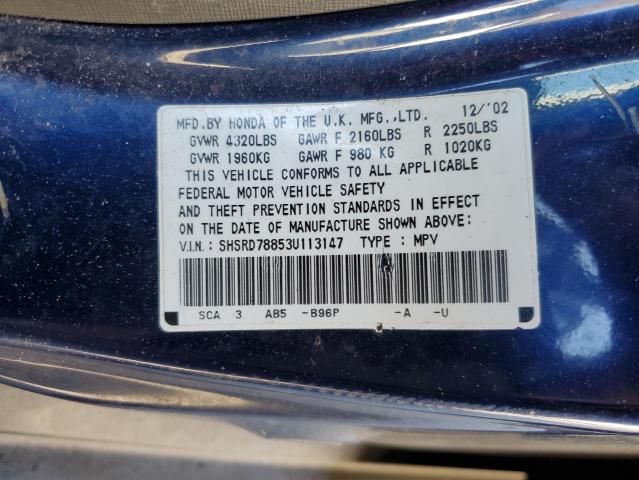 MFD.BY HONDA OF THE U.K. MFG.,LTD. 12/'02
GVWR 4320LBS GAWR F 2160LBS R 2250LBS
GVWR 1960KG GAWR F 980 KG R 1020KG
THIS VEHICLE CONFORMS TO ALL APPLICABLE
FEDERAL MOTOR VEHICLE SAFETY
AND THEFT PREVENTION STANDARDS IN EFFECT
ON THE DATE OF MANUFACTURE SHOWN ABOVE:
V.I.N.: SHSRD78853U113147 TYPE : MPV
SCA 3 AB5 -B96P -A -U